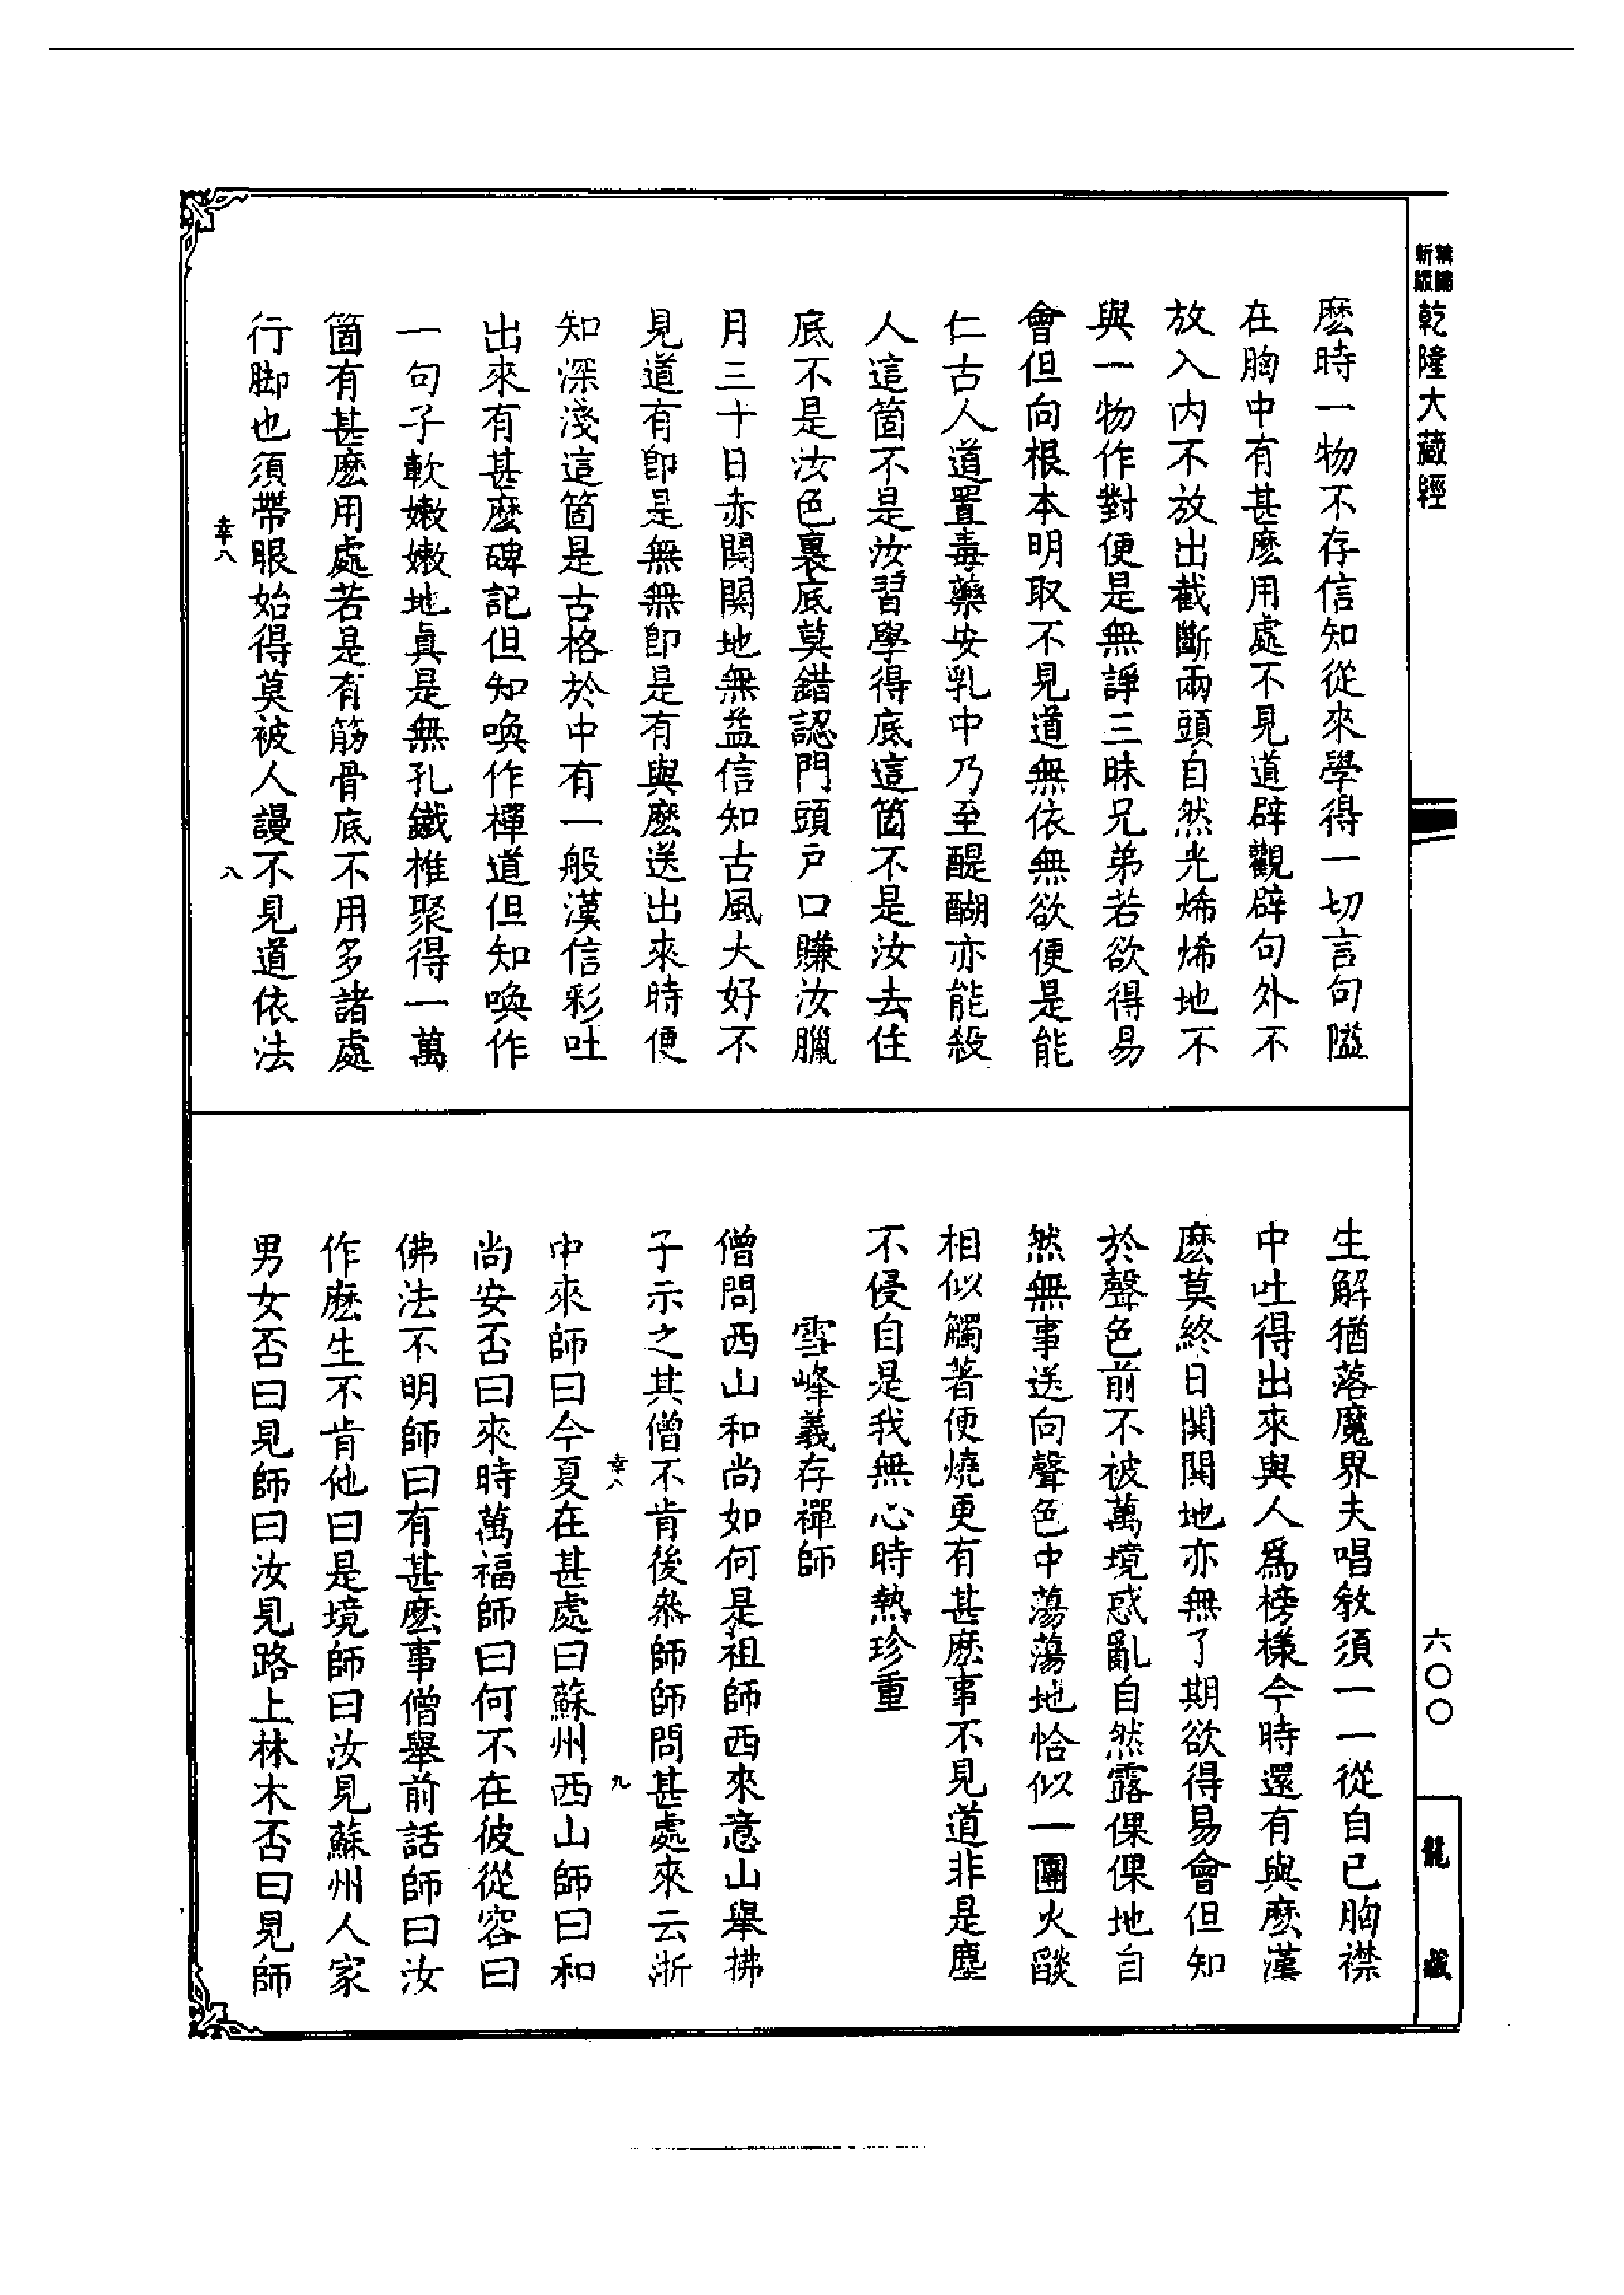 乾隆大藏經
麽時一物不存信知從來學得一切言句隘
在胸中有甚麽用處不見道辟觀辟句外不
放入内不放出截斷兩頭自然光烯烯地不
與一物作對便是無諍三昧兄弟若欲得易
會但向根本明取不見道無依無欲便是能
仁古人道置毒藥安乳中乃至醍醐亦能殺
人這箇不是汝習學得底這箇不是汝去住
底不是汝色裏底莫錯認門頭戸口賺汝臘
月三十日赤閧閧地無益信知古風大好不
見道有卽是無無卽是有與麽送出來時便
知深淺這箇是古格於中有一般漢信彩吐
出來有甚麽碑記但知喚作禪道但知喚作
一句子軟嫩嫩地眞是無孔鐵椎聚得一萬
箇有甚麽用處若是有筋骨底不用多諸處
行脚也須帶眼始得莫被人謾不見道依法
幸八
八
生解猶落魔界夫唱敎須一一從自已胸襟
中吐得出來與人爲榜樣今時還有與麽漢
麽莫終日閧閧地亦無了期欲得易會但知
於聲色前不被萬境惑亂自然露倮倮地自
然無事送向聲色中蕩蕩地恰似一團火燄
相似觸著便燒更有甚麽事不見道非是塵
不侵自是我無心時熱珍重
雪峰義存禪師
僧問西山和尚如何是祖師西來意山舉拂
子示之其僧不肯後叅師師問甚處來云浙
幸八
九
中來師曰今夏在甚處曰蘇州西山師曰和
尚安否曰來時萬福師曰何不在彼從容曰
佛法不明師曰有甚麽事僧舉前話師曰汝
作麽生不肯他曰是境師曰汝見蘇州人家
男女否曰見師曰汝見路上林木否曰見師
六〇〇
龍藏